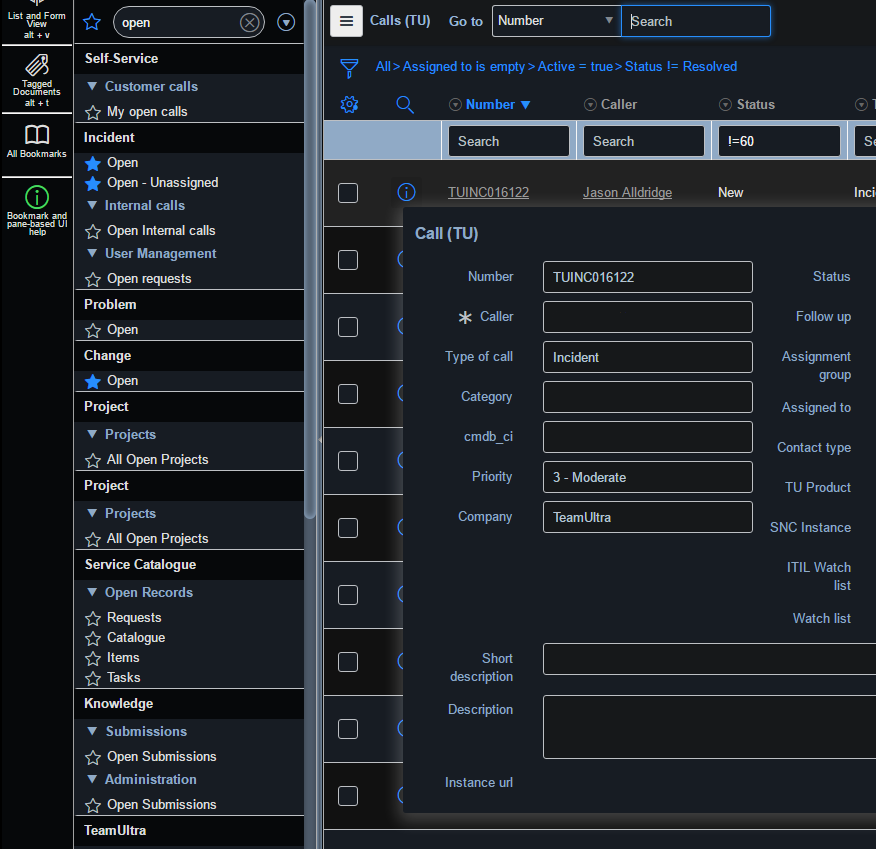 List and Form
View
alt + v
Tagged
Documents
alt + t
All Bookmarks
Bookmark and
pane-based UI
help
open
Self-Service
Customer calls
My open calls
Incident
Open
Open - Unassigned
Internal calls
Open Internal calls
User Management
Open requests
Problem
Open
Change
Open
Project
Projects
All Open Projects
Project
Projects
All Open Projects
Service Catalogue
Open Records
Requests
Catalogue
Items
Tasks
Knowledge
Submissions
Open Submissions
Administration
Open Submissions
TeamUltra
Calls (TU) Go to Number Search
All > Assigned to is empty > Active = true > Status != Resolved
Number Caller Status
Search Search !=60
TUINC016122 Jason Alldridge New
Call (TU)
Number TUINC016122 Status
Caller Follow up
Type of call Incident Assignment
group
Category Assigned to
cmdb_ci Contact type
Priority 3 - Moderate TU Product
Company TeamUltra SNC Instance
ITIL Watch
list
Watch list
Short
description
Description
Instance url